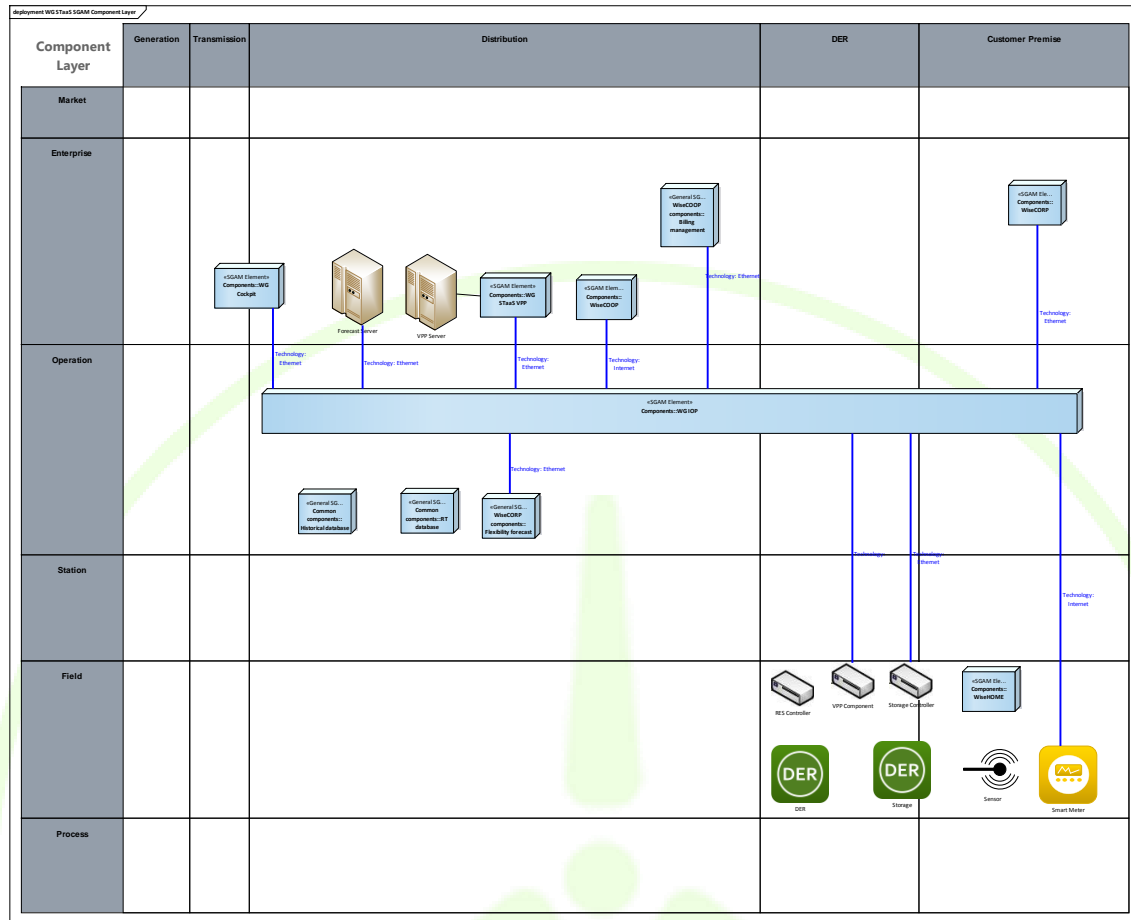 deployment WG STaaS SGAM Component Layer
Component
Layer
Generation
Transmission
Distribution
DER
Customer Premise
Market
Enterprise
«General SG...
WiseCOOP
components::
Billing
management
«SGAM Ele...
Components::
WiseCORP
«SGAM Element»
Components::WG
Cockpit
Forecast Server
VPP Server
«SGAM Element»
Components::WG
STaaS VPP
«SGAM Elem...
Components::
WiseCOOP
Technology: Ethernet
Technology:
Ethernet
Operation
Technology:
Ethernet
Technology: Ethernet
Technology:
Ethernet
Technology:
Internet
«SGAM Element»
Components::WG IOP
Technology: Ethernet
«General SG...
Common
components::
Historical database
«General SG...
Common
components::RT
database
«General SG...
WiseCORP
components::
Flexibility forecast
Technology:
Technology:
Ethernet
Station
Technology:
Internet
Field
RES Controller
VPP Component
Storage Controller
«SGAM Ele...
Components::
WiseHOME
DER
DER
DER
Storage
Sensor
Smart Meter
Process